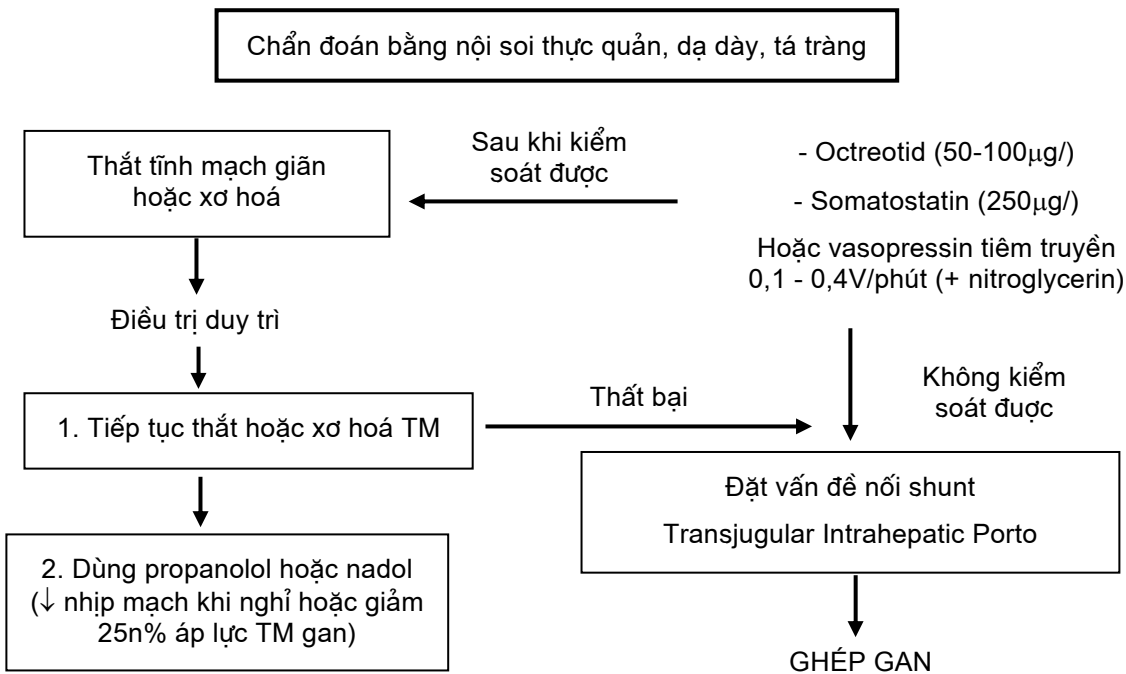 Chẩn đoán bằng nội soi thực quản, dạ dày, tá tràng
Thắt tĩnh mạch giãn
hoặc xơ hoá
Sau khi kiểm
soát được
- Octreotid (50-100µg/)
- Somatostatin (250µg/)
Hoặc vasopressin tiêm truyền
0,1 - 0,4V/phút (+ nitroglycerin)
Điều trị duy trì
1. Tiếp tục thắt hoặc xơ hoá TM
Thất bại
Không kiểm
soát đuợc
Đặt vấn đề nối shunt
Transjugular Intrahepatic Porto
2. Dùng propanolol hoặc nadol
(↓ nhịp mạch khi nghỉ hoặc giảm
25n% áp lực TM gan)
GHÉP GAN